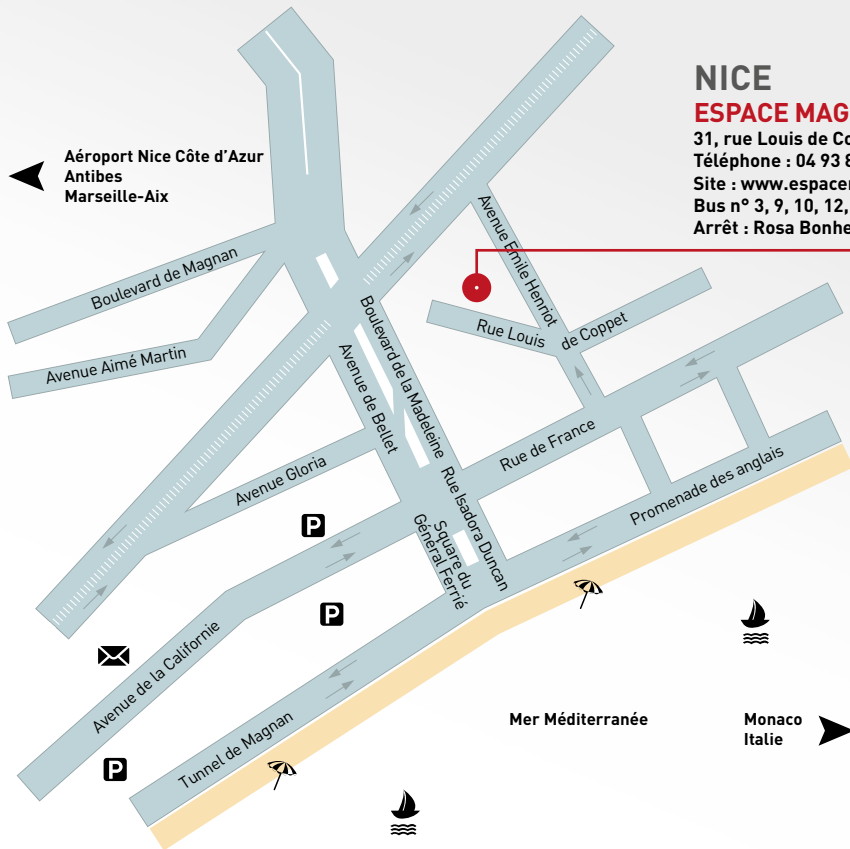 NICE
ESPACE MAG
31, rue Louis de Co
Téléphone : 04 93 8
Site : www.espacem
Bus n° 3, 9, 10, 12,
Arrêt : Rosa Bonhe
Aéroport Nice Côte d'Azur
Antibes
Marseille-Aix
Boulevard de Magnan
Avenue Aimé Martin
Avenue Emile Henriot
Rue Louis de Coppet
Boulevard de la Madeleine
Avenue de Bellet
Avenue Gloria
Rue de France
Rue Isadora Duncan
Square du
Général Ferrié
Promenade des anglais
P
P
Avenue de la Californie
P
Tunnel de Magnan
Mer Méditerranée
Monaco
Italie